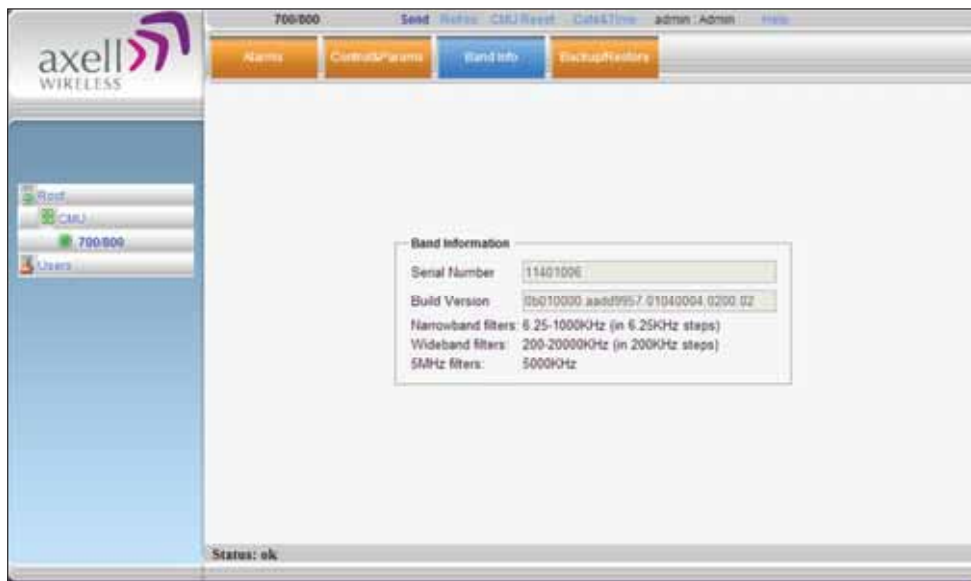 axell
WIRELESS
700/800 Send CMU Reset Date&Time admin : Admin Help
Alarms Control&Params Band Info Backup/Restore
Root
CMU
700/800
Users
Band Information
Serial Number 11401006
Build Version 0b010000.aadd9957.01040004.0200.02
Narrowband filters: 6.25-1000KHz (in 6.25KHz steps)
Wideband filters: 200-20000KHz (in 200KHz steps)
5MHz filters: 5000KHz
Status: ok